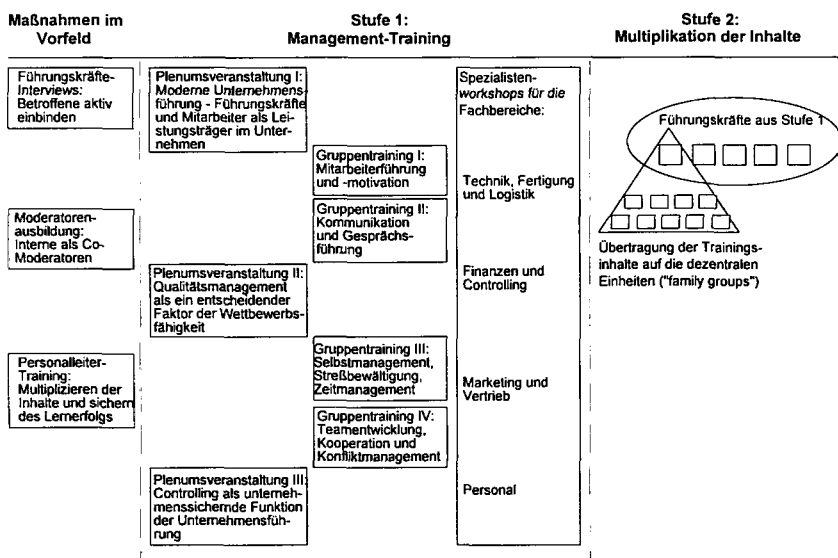 Maßnahmen im
Vorfeld
Stufe 1:
Management-Training
Stufe 2:
Multiplikation der Inhalte
Führungskräfte-
Interviews:
Betroffene aktiv
einbinden
Moderatoren-
ausbildung:
Interne als Co-
Moderatoren
Personalleiter-
Training:
Multiplizieren der
Inhalte und sichern
des Lernerfolgs
Plenumsveranstaltung I:
Moderne Unternehmens-
führung - Führungskräfte
und Mitarbeiter als Lei-
stungsträger im Unter-
nehmen
Gruppentraining I:
Mitarbeiterführung
und -motivation
Gruppentraining II:
Kommunikation
und Gesprächs-
führung
Plenumsveranstaltung II:
Qualitätsmanagement
als ein entscheidender
Faktor der Wettbewerbs-
fähigkeit
Gruppentraining III:
Selbstmanagement,
Streßbewältigung,
Zeitmanagement
Gruppentraining IV:
Teamentwicklung,
Kooperation und
Konfliktmanagement
Plenumsveranstaltung III:
Controlling als unterneh-
menssichernde Funktion
der Unternehmensfüh-
rung
Spezialisten-
workshops für die
Fachbereiche:
Technik, Fertigung
und Logistik
Finanzen und
Controlling
Marketing und
Vertrieb
Personal
Führungskräfte aus Stufe 1
Übertragung der Trainings-
inhalte auf die dezentralen
Einheiten ("family groups")